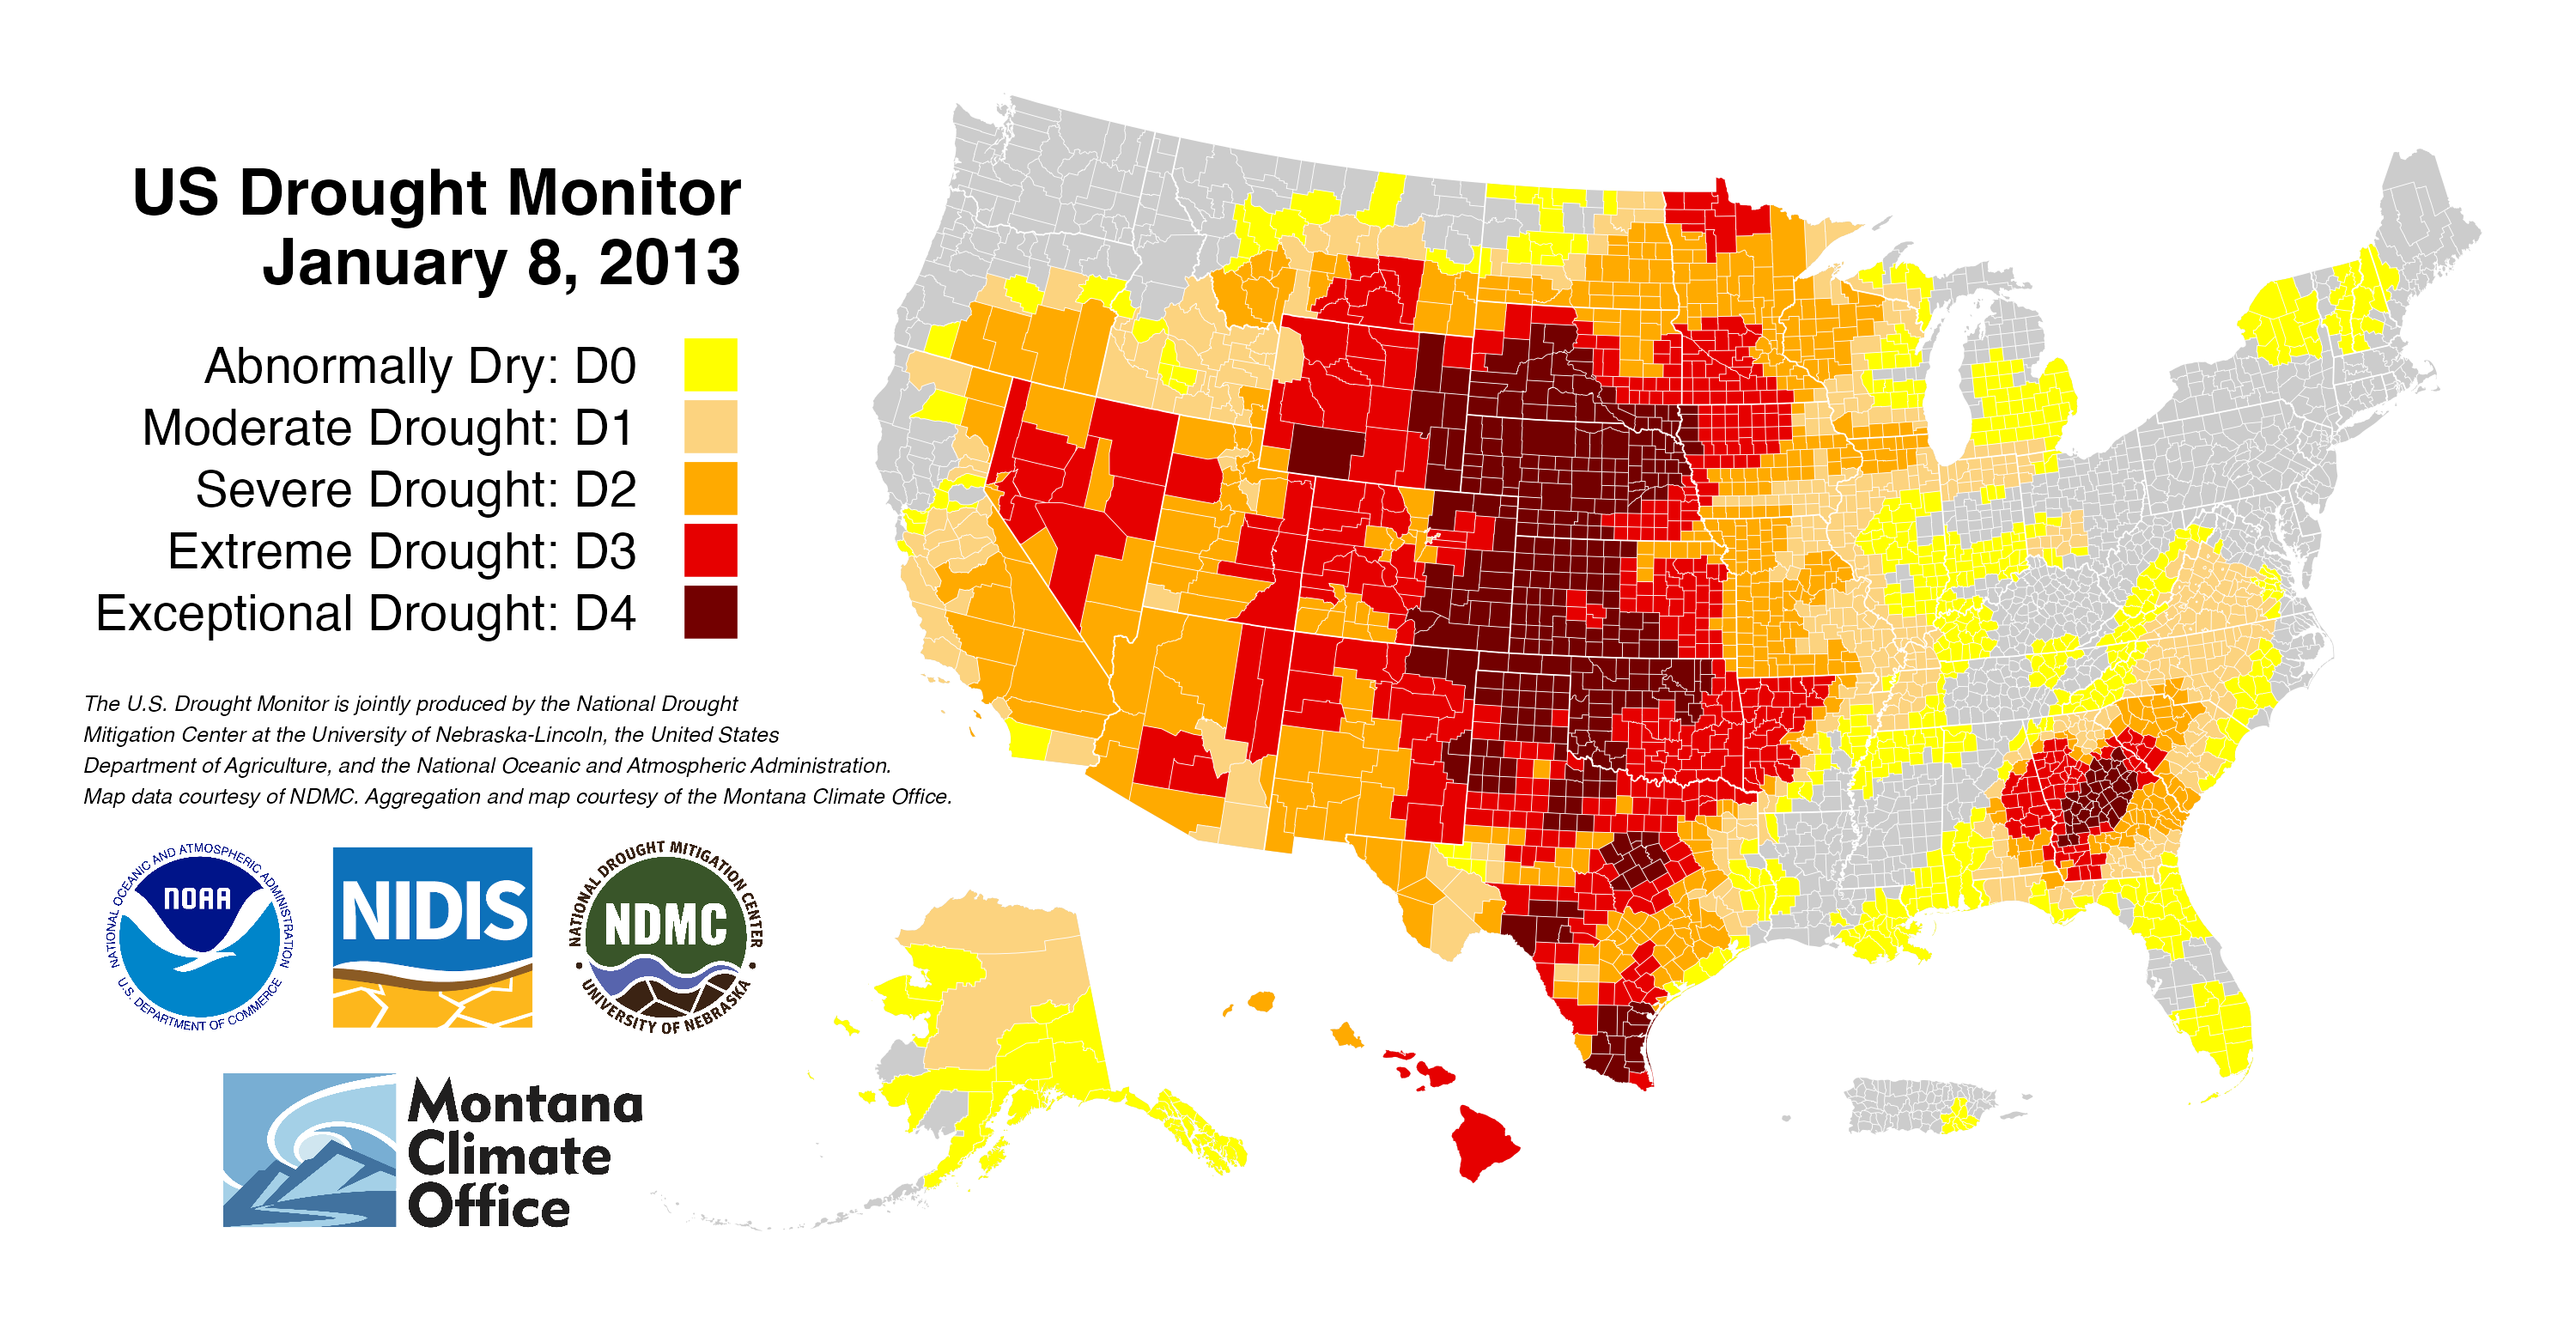 US Drought Monitor
January 8, 2013
Abnormally Dry: D0
Moderate Drought: D1
Severe Drought: D2
Extreme Drought: D3
Exceptional Drought: D4
The U.S. Drought Monitor is jointly produced by the National Drought
Mitigation Center at the University of Nebraska-Lincoln, the United States
Department of Agriculture, and the National Oceanic and Atmospheric Administration.
Map data courtesy of NDMC. Aggregation and map courtesy of the Montana Climate Office.
NATIONAL OCEANIC AND ATMOSPHERIC ADMINISTRATION
NOAA
U.S. DEPARTMENT OF COMMERCE
NIDIS
NATIONAL DROUGHT MITIGATION CENTER
NDMC
UNIVERSITY OF NEBRASKA
Montana
Climate
Office